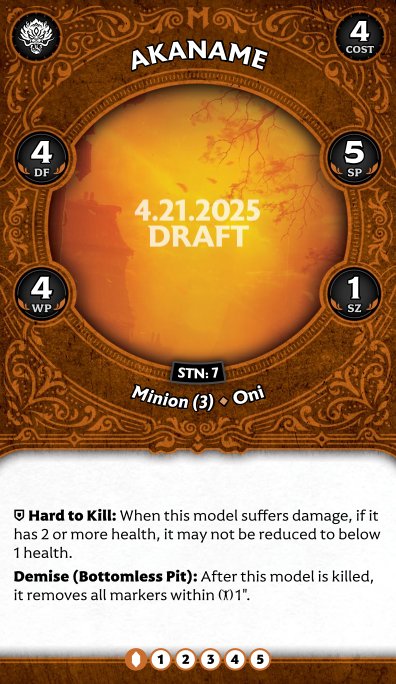 4
COST
AKANAME
4
DF
5
SP
4.21.2025
DRAFT
4
WP
1
SZ
STN: 7
Minion (3) ⬥ Oni
Hard to Kill: When this model suffers damage, if it
has 2 or more health, it may not be reduced to below
1 health.
Demise (Bottomless Pit): After this model is killed,
it removes all markers within 1".
1 2 3 4 5